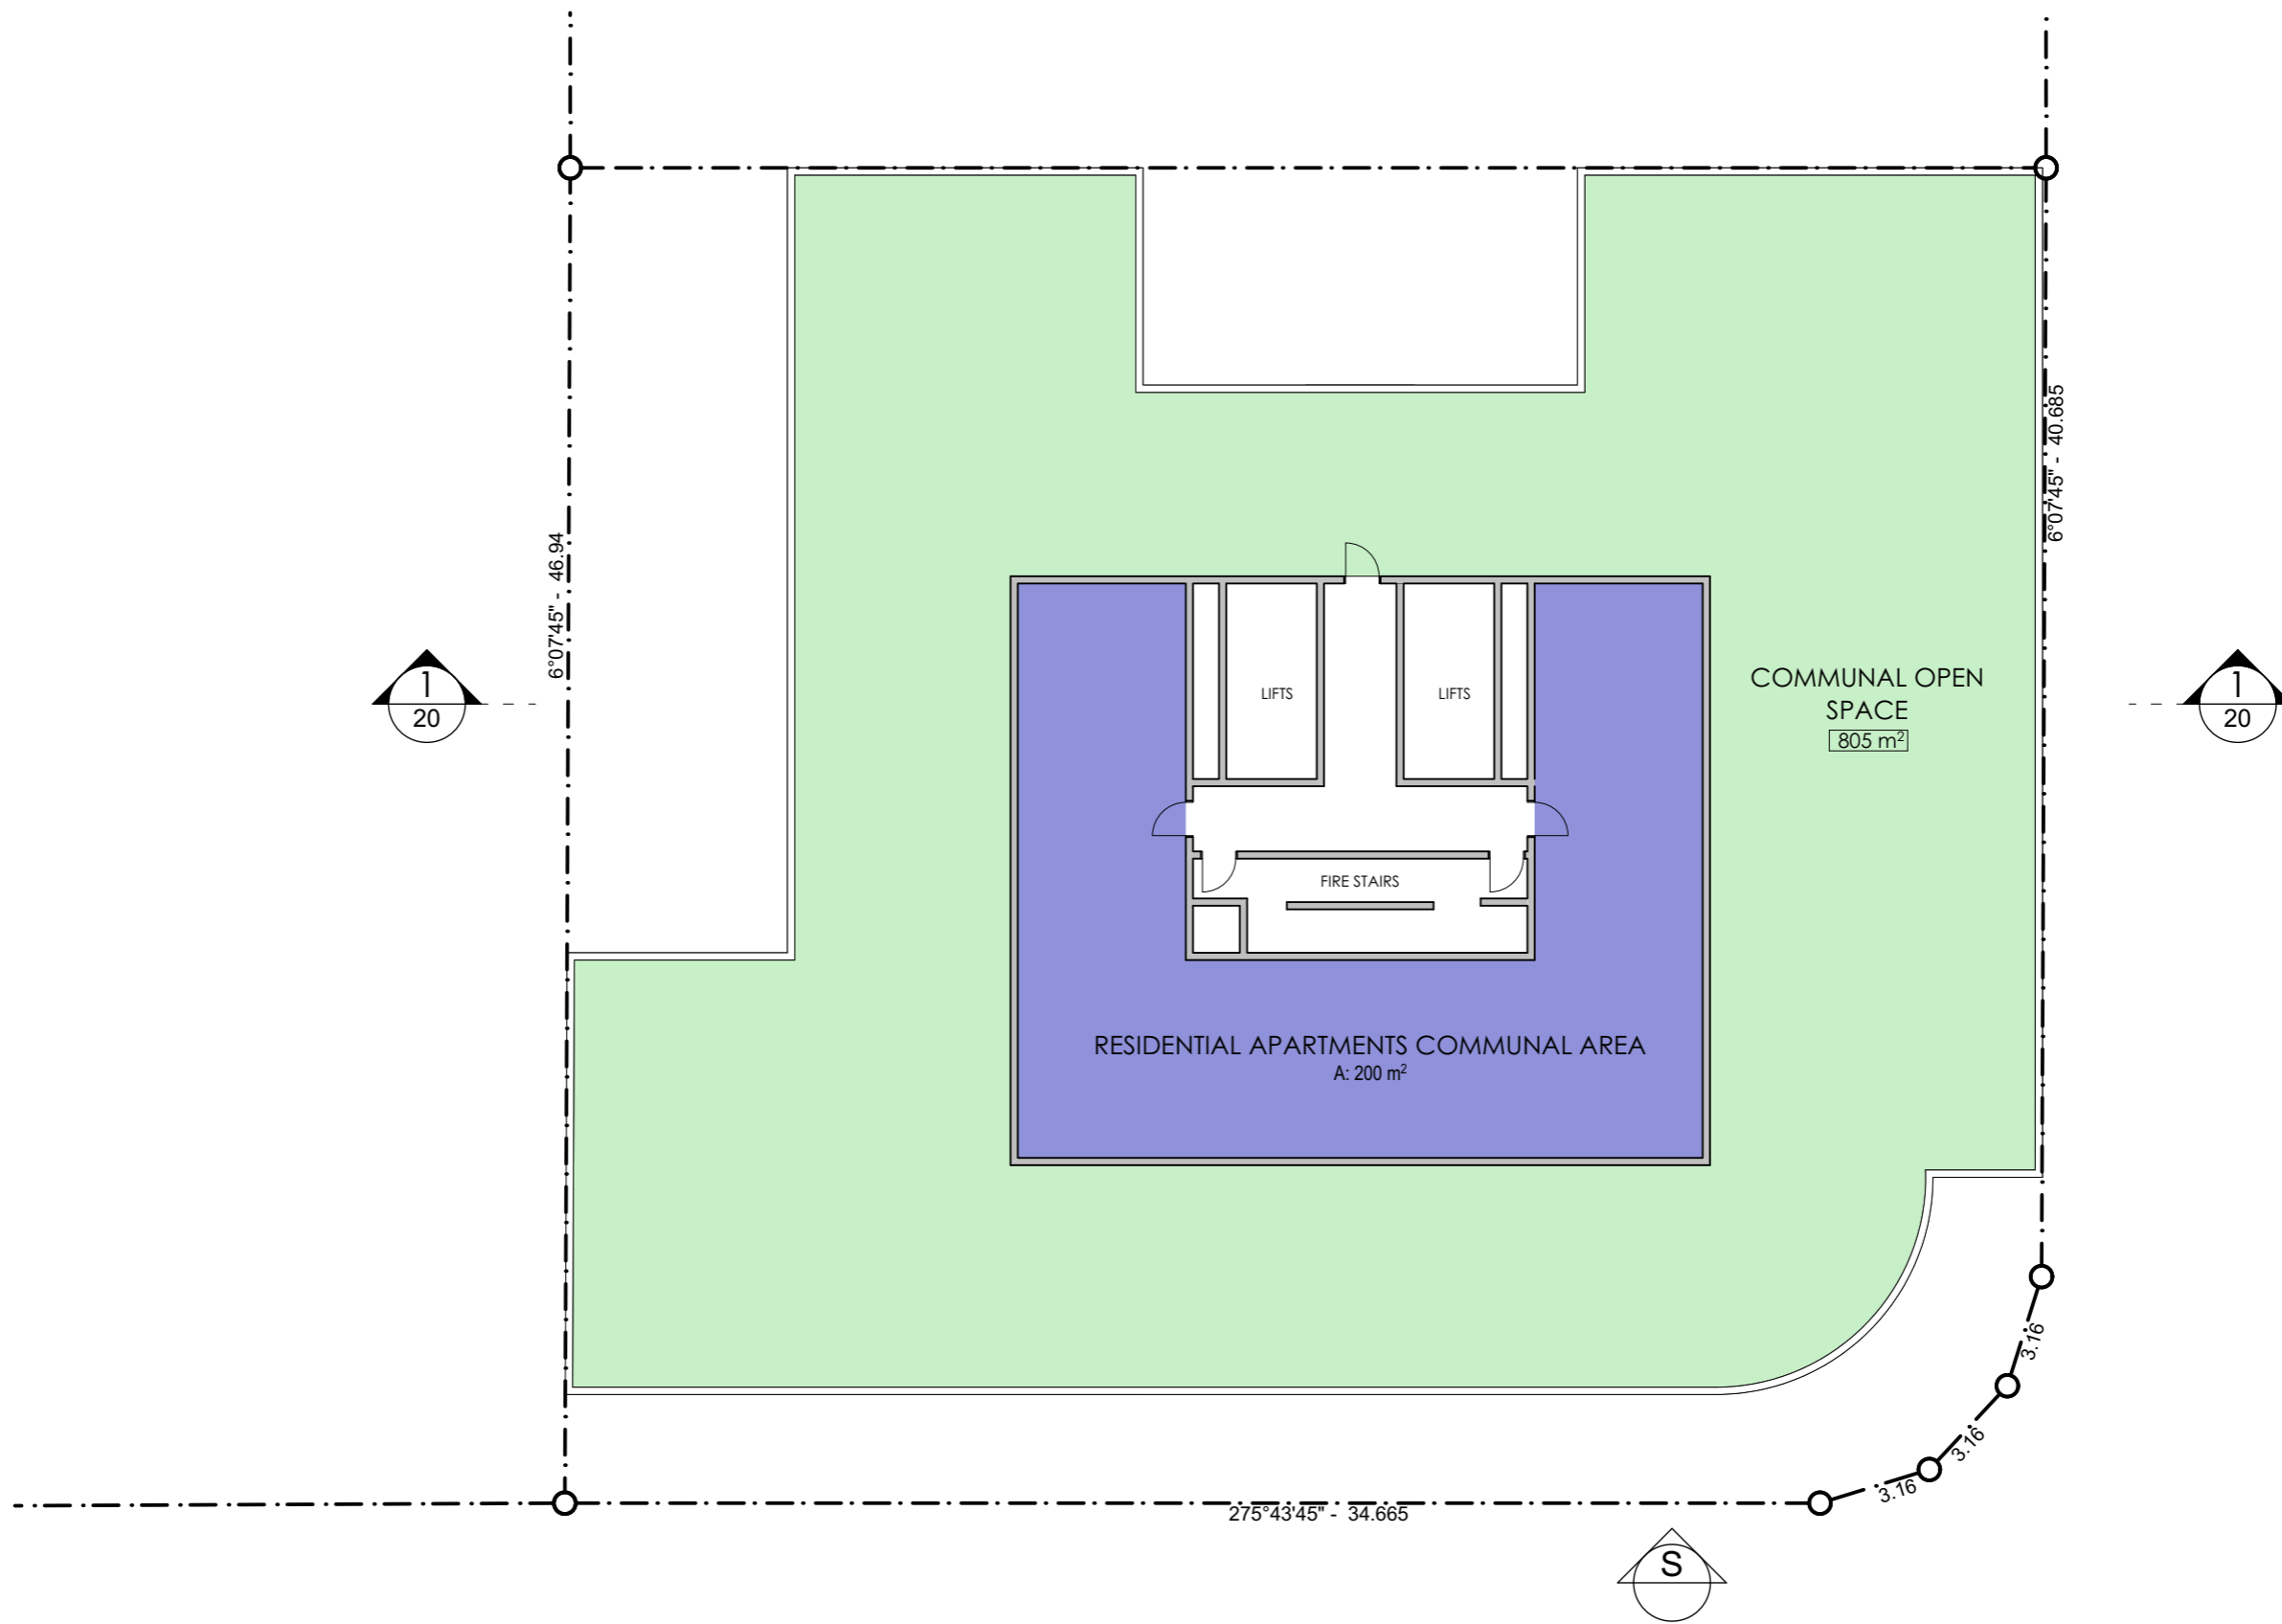 6°07'45" - 40.685
6°07'45" - 46.94
1
20
1
20
LIFTS
LIFTS
COMMUNAL OPEN
SPACE
805 m²
FIRE STAIRS
RESIDENTIAL APARTMENTS COMMUNAL AREA
A: 200 m²
3.16
3.16
3.16
275°43'45" - 34.665
S